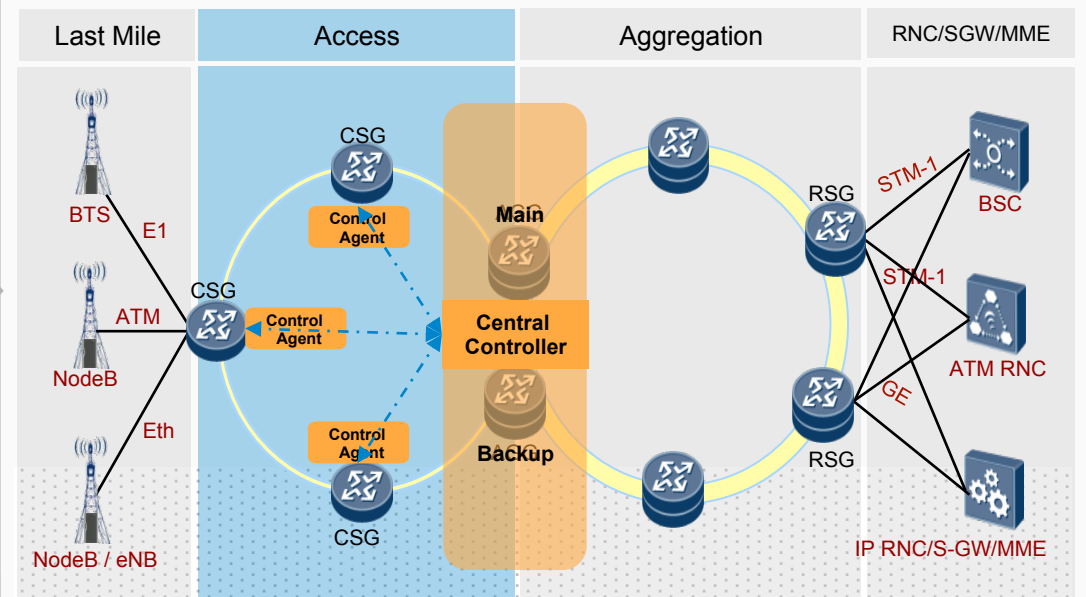 Last Mile
Access
Aggregation
RNC/SGW/MME
BTS
E1
ATM
NodeB
Eth
NodeB / eNB
CSG
Control
Agent
CSG
Control
Agent
Control
Agent
CSG
AGG
Main
Central
Controller
AGG
Backup
RSG
RSG
STM-1
STM-1
GE
BSC
ATM RNC
IP RNC/S-GW/MME